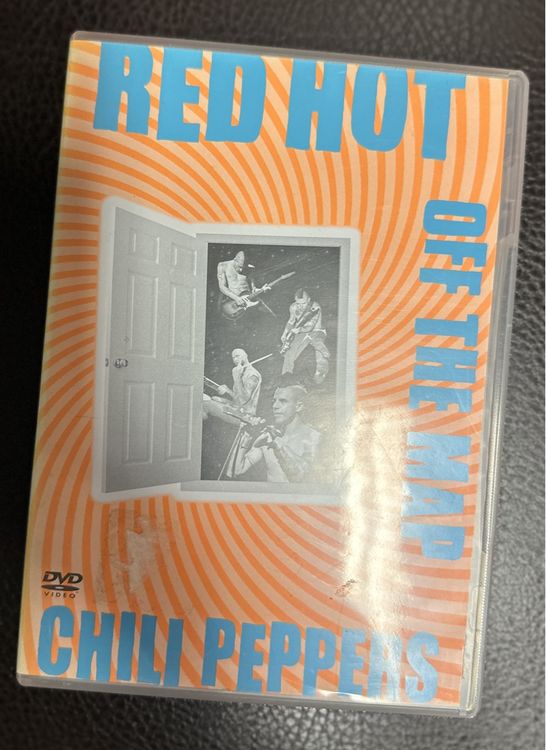 RED HOT
OFF THE MAP
DVD
VIDEO
CHILI PEPPERS